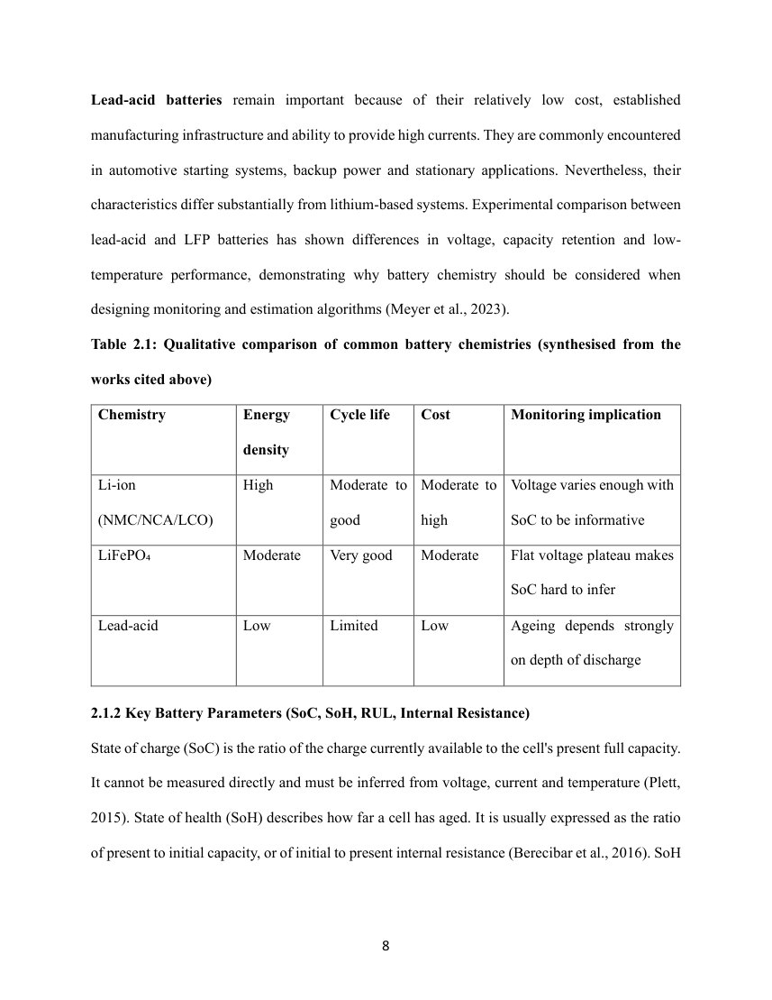 Lead-acid batteries remain important because of their relatively low cost, established
manufacturing infrastructure and ability to provide high currents. They are commonly encountered
in automotive starting systems, backup power and stationary applications. Nevertheless, their
characteristics differ substantially from lithium-based systems. Experimental comparison between
lead-acid and LFP batteries has shown differences in voltage, capacity retention and low-
temperature performance, demonstrating why battery chemistry should be considered when
designing monitoring and estimation algorithms (Meyer et al., 2023).
Table 2.1: Qualitative comparison of common battery chemistries (synthesised from the
works cited above)
Chemistry Energy Cycle life Cost Monitoring implication
density
Li-ion High Moderate to Moderate to Voltage varies enough with
(NMC/NCA/LCO) good high SoC to be informative
LiFePO₄ Moderate Very good Moderate Flat voltage plateau makes
SoC hard to infer
Lead-acid Low Limited Low Ageing depends strongly
on depth of discharge
2.1.2 Key Battery Parameters (SoC, SoH, RUL, Internal Resistance)
State of charge (SoC) is the ratio of the charge currently available to the cell's present full capacity.
It cannot be measured directly and must be inferred from voltage, current and temperature (Plett,
2015). State of health (SoH) describes how far a cell has aged. It is usually expressed as the ratio
of present to initial capacity, or of initial to present internal resistance (Berecibar et al., 2016). SoH
8